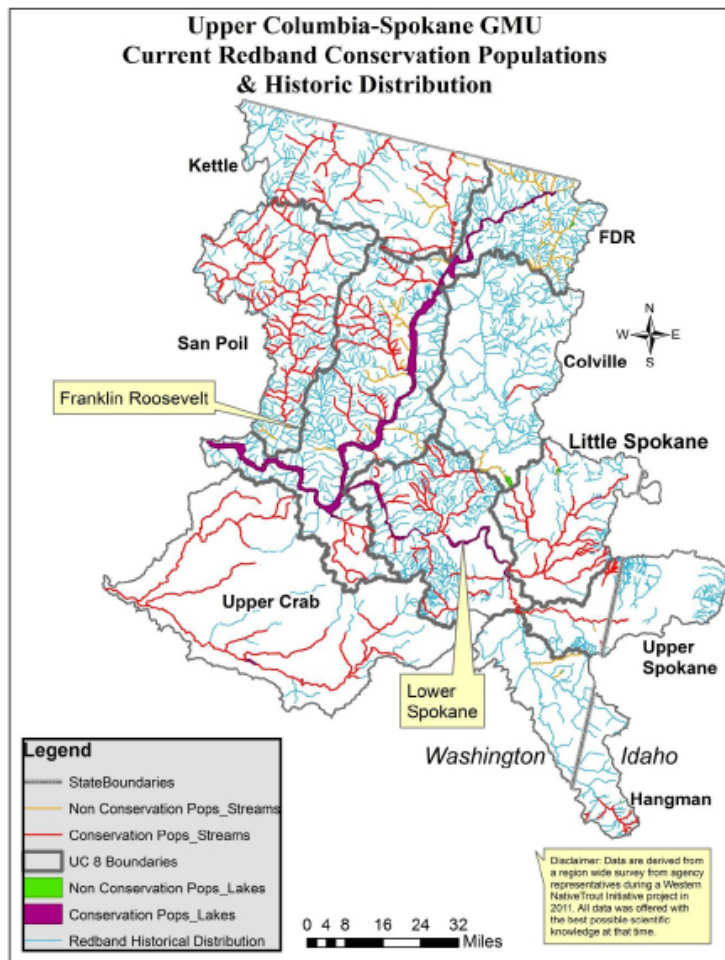 Upper Columbia-Spokane GMU
Current Redband Conservation Populations
& Historic Distribution
Kettle
FDR
N
W E
S
San Poil
Colville
Franklin Roosevelt
Little Spokane
Upper Crab
Upper
Spokane
Lower
Spokane
Washington
Idaho
Hangman
Legend
StateBoundaries
Non Conservation Pops_Streams
Conservation Pops_Streams
UC 8 Boundaries
Non Conservation Pops_Lakes
Conservation Pops_Lakes
Redband Historical Distribution
0 4 8 16 24 32
Miles
Disclaimer: Data are derived from
a region wide survey from agency
representatives during a Western
NativeTrout Initiative project in
2011. All data was offered with
the best possible scientific
knowledge at that time.